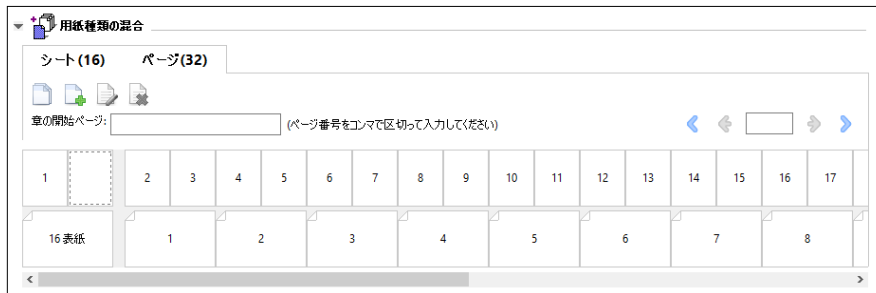 用紙種類の混合
シート(16) ページ(32)
章の開始ページ: (ページ番号をコンマで区切って入力してください)
1 2 3 4 5 6 7 8 9 10 11 12 13 14 15 16 17
16 表紙 1 2 3 4 5 6 7 8